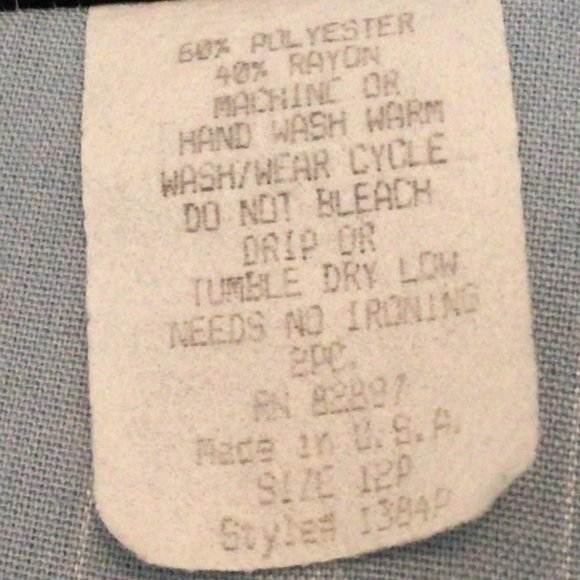 60% POLYESTER
40% RAYON
MACHINE OR
HAND WASH WARM
WASH/WEAR CYCLE
DO NOT BLEACH
DRIP OR
TUMBLE DRY LOW
NEEDS NO IRONING
2PC.
RN 82897
Made in U.S.A.
SIZE 12P
Style# 1384P